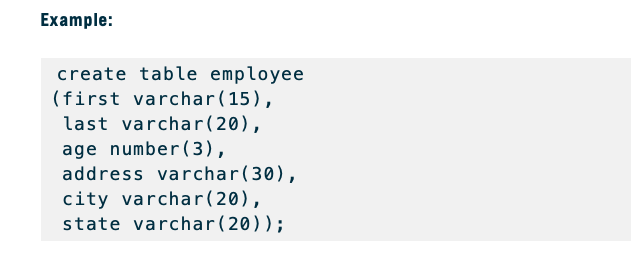 Example:
create table employee
(first varchar(15),
last varchar(20),
age number(3),
address varchar(30),
city varchar(20),
state varchar(20));